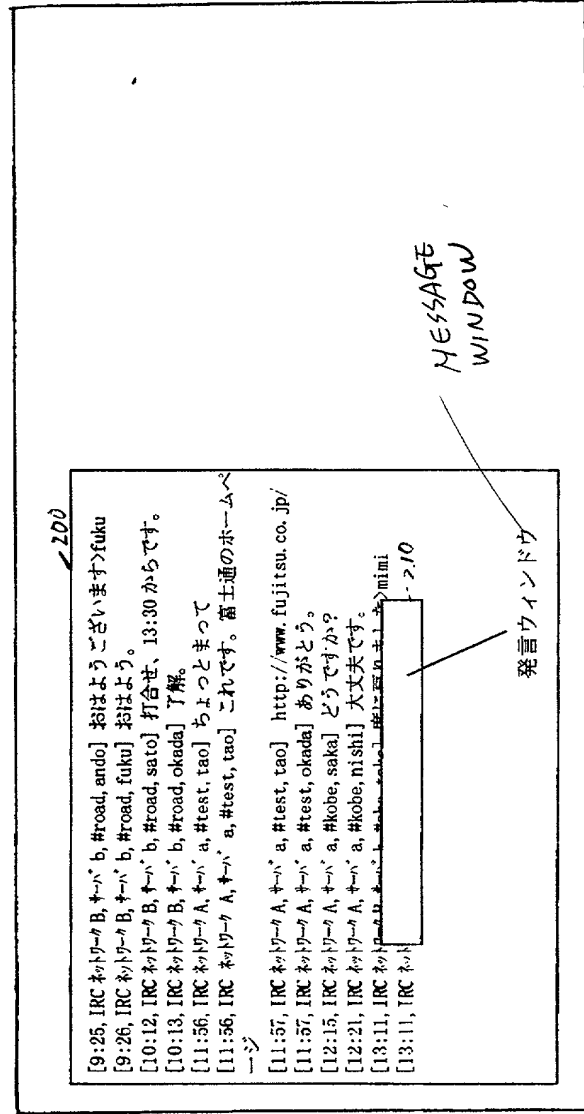 200
[9:25, IRC ネットワーク B, サーバ b, #road, ando] おはようございます>fuku
[9:26, IRC ネットワーク B, サーバ b, #road, fuku] おはよう。
[10:12, IRC ネットワーク B, サーバ b, #road, sato] 打合せ、13:30 からです。
[10:13, IRC ネットワーク B, サーバ b, #road, okada] 了解。
[11:56, IRC ネットワーク A, サーバ a, #test, tao] ちょっとまって
[11:56, IRC ネットワーク A, サーバ a, #test, tao] これです。富士通のホームペ
ージ
[11:57, IRC ネットワーク A, サーバ a, #test, tao] http://www.fujitsu.co.jp/
[11:57, IRC ネットワーク A, サーバ a, #test, okada] ありがとう。
[12:15, IRC ネットワーク A, サーバ a, #kobe, saka] どうですか?
[12:21, IRC ネットワーク A, サーバ a, #kobe, nishi] 大丈夫です。
[13:11, IRC ネットワーク >mimi
[13:11, IRC ネット
210
発言ウィンドウ
MESSAGE
WINDOW